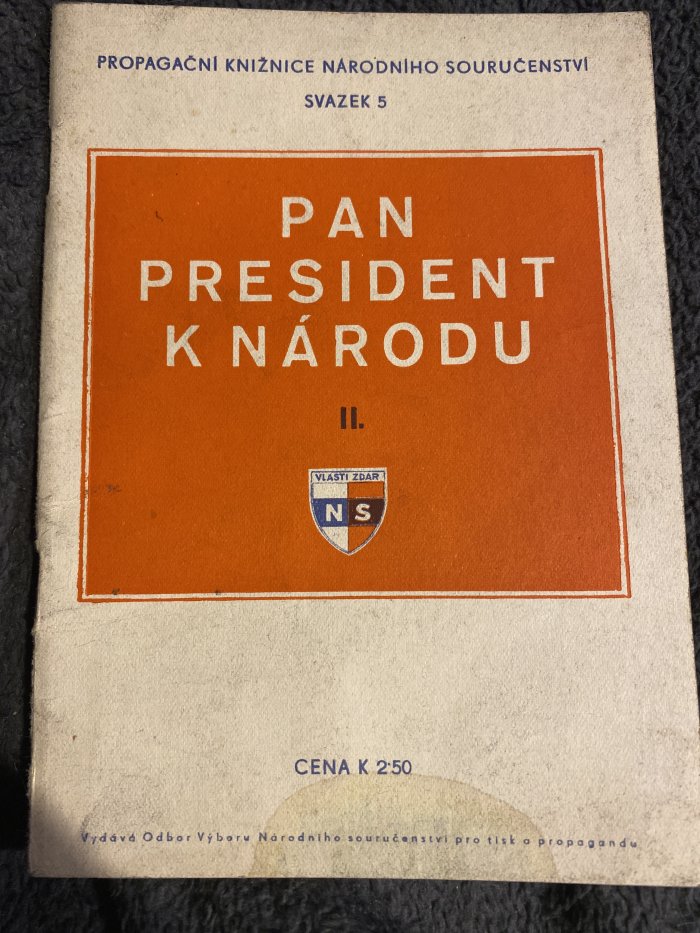 PROPAGAČNÍ KNIŽNICE NÁRODNÍHO SOURUČENSTVÍ
SVAZEK 5
PAN
PRESIDENT
K NÁRODU
II.
VLASTI ZDAR
NS
CENA K 2·50
Vydává Odbor Výboru Národního souručenství pro tisk a propagandu